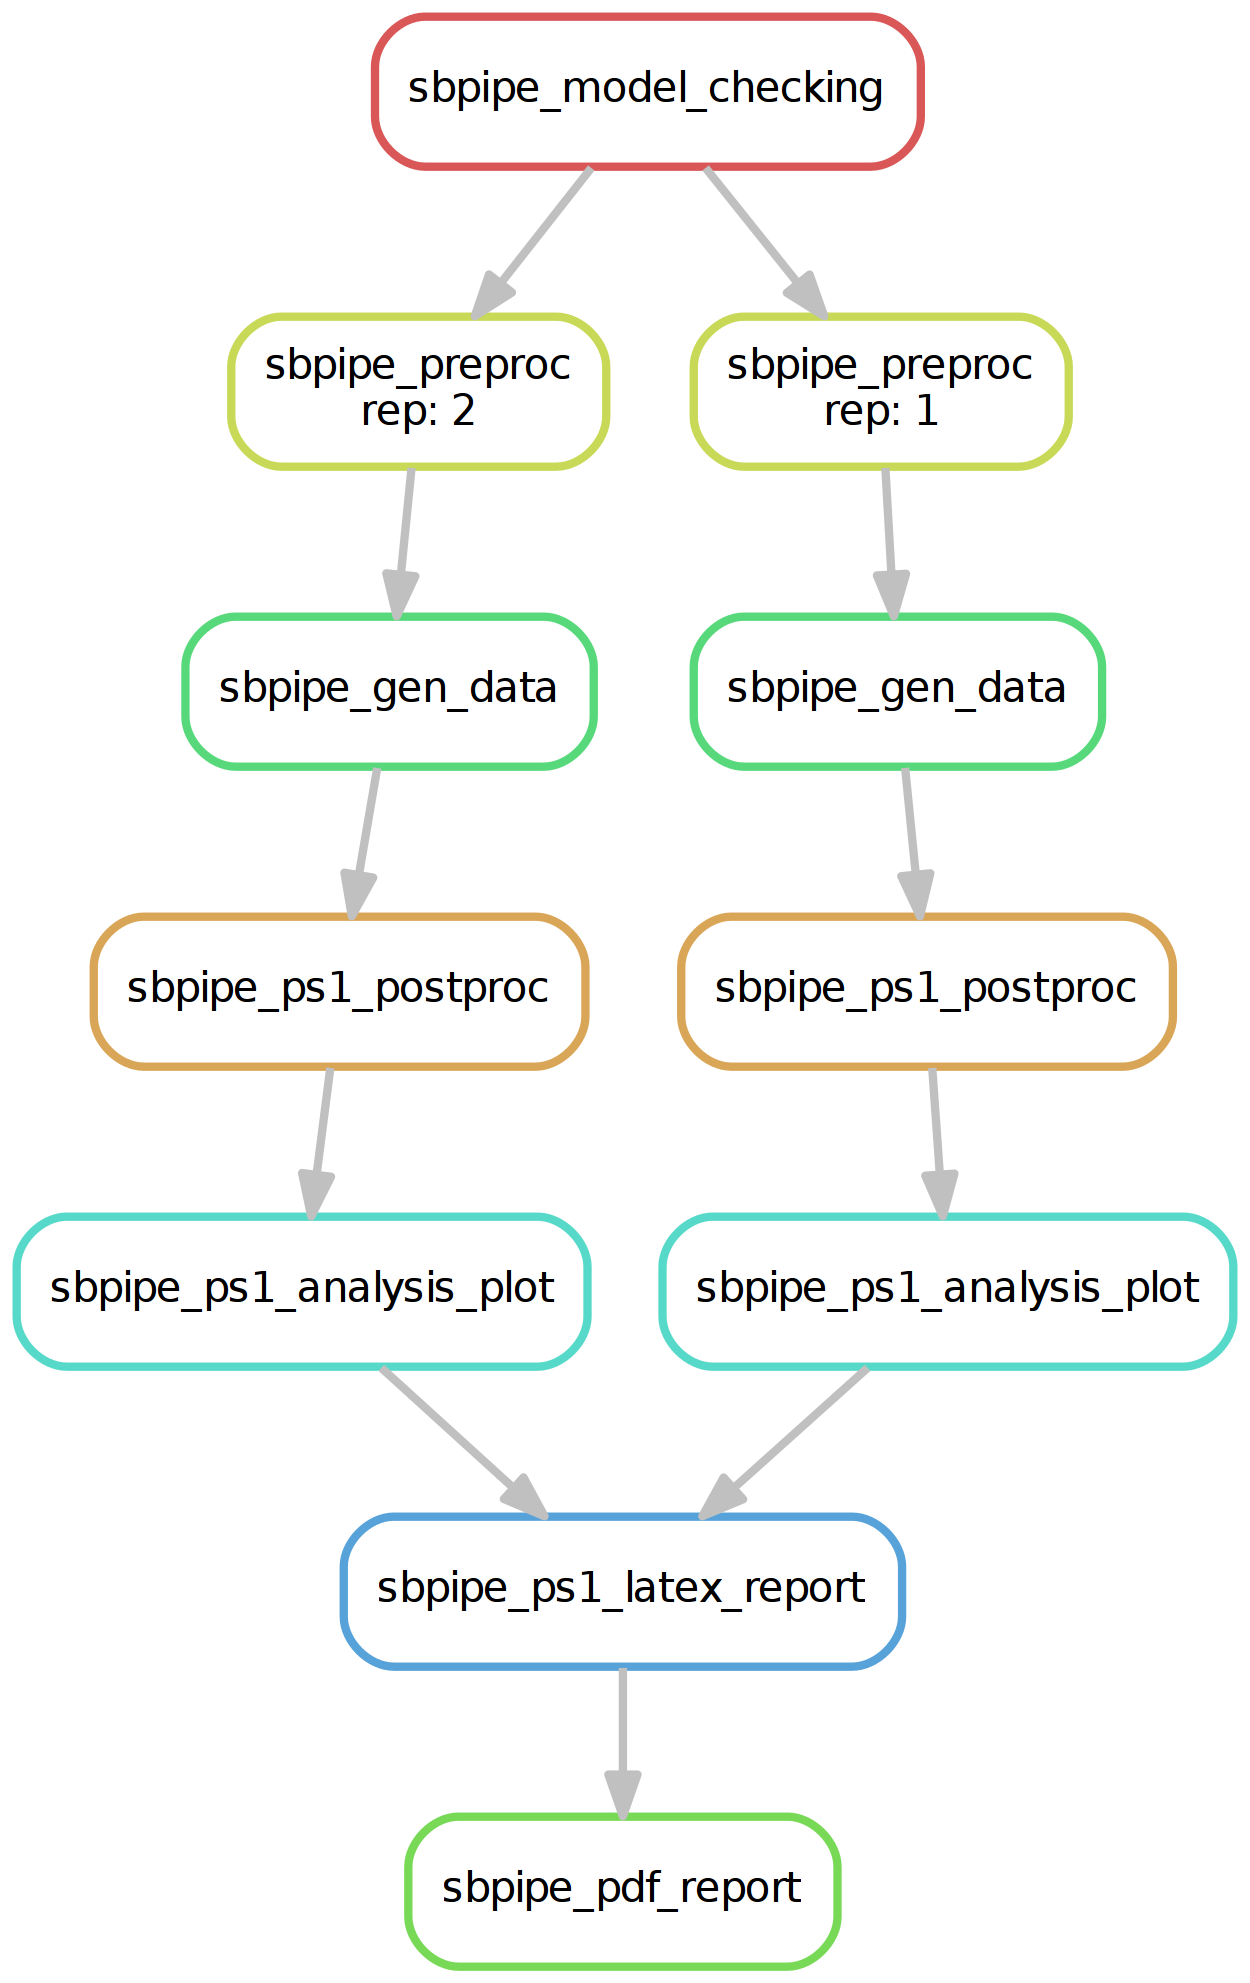 sbpipe_model_checking
sbpipe_preproc
rep: 2
sbpipe_preproc
rep: 1
sbpipe_gen_data
sbpipe_gen_data
sbpipe_ps1_postproc
sbpipe_ps1_postproc
sbpipe_ps1_analysis_plot
sbpipe_ps1_analysis_plot
sbpipe_ps1_latex_report
sbpipe_pdf_report